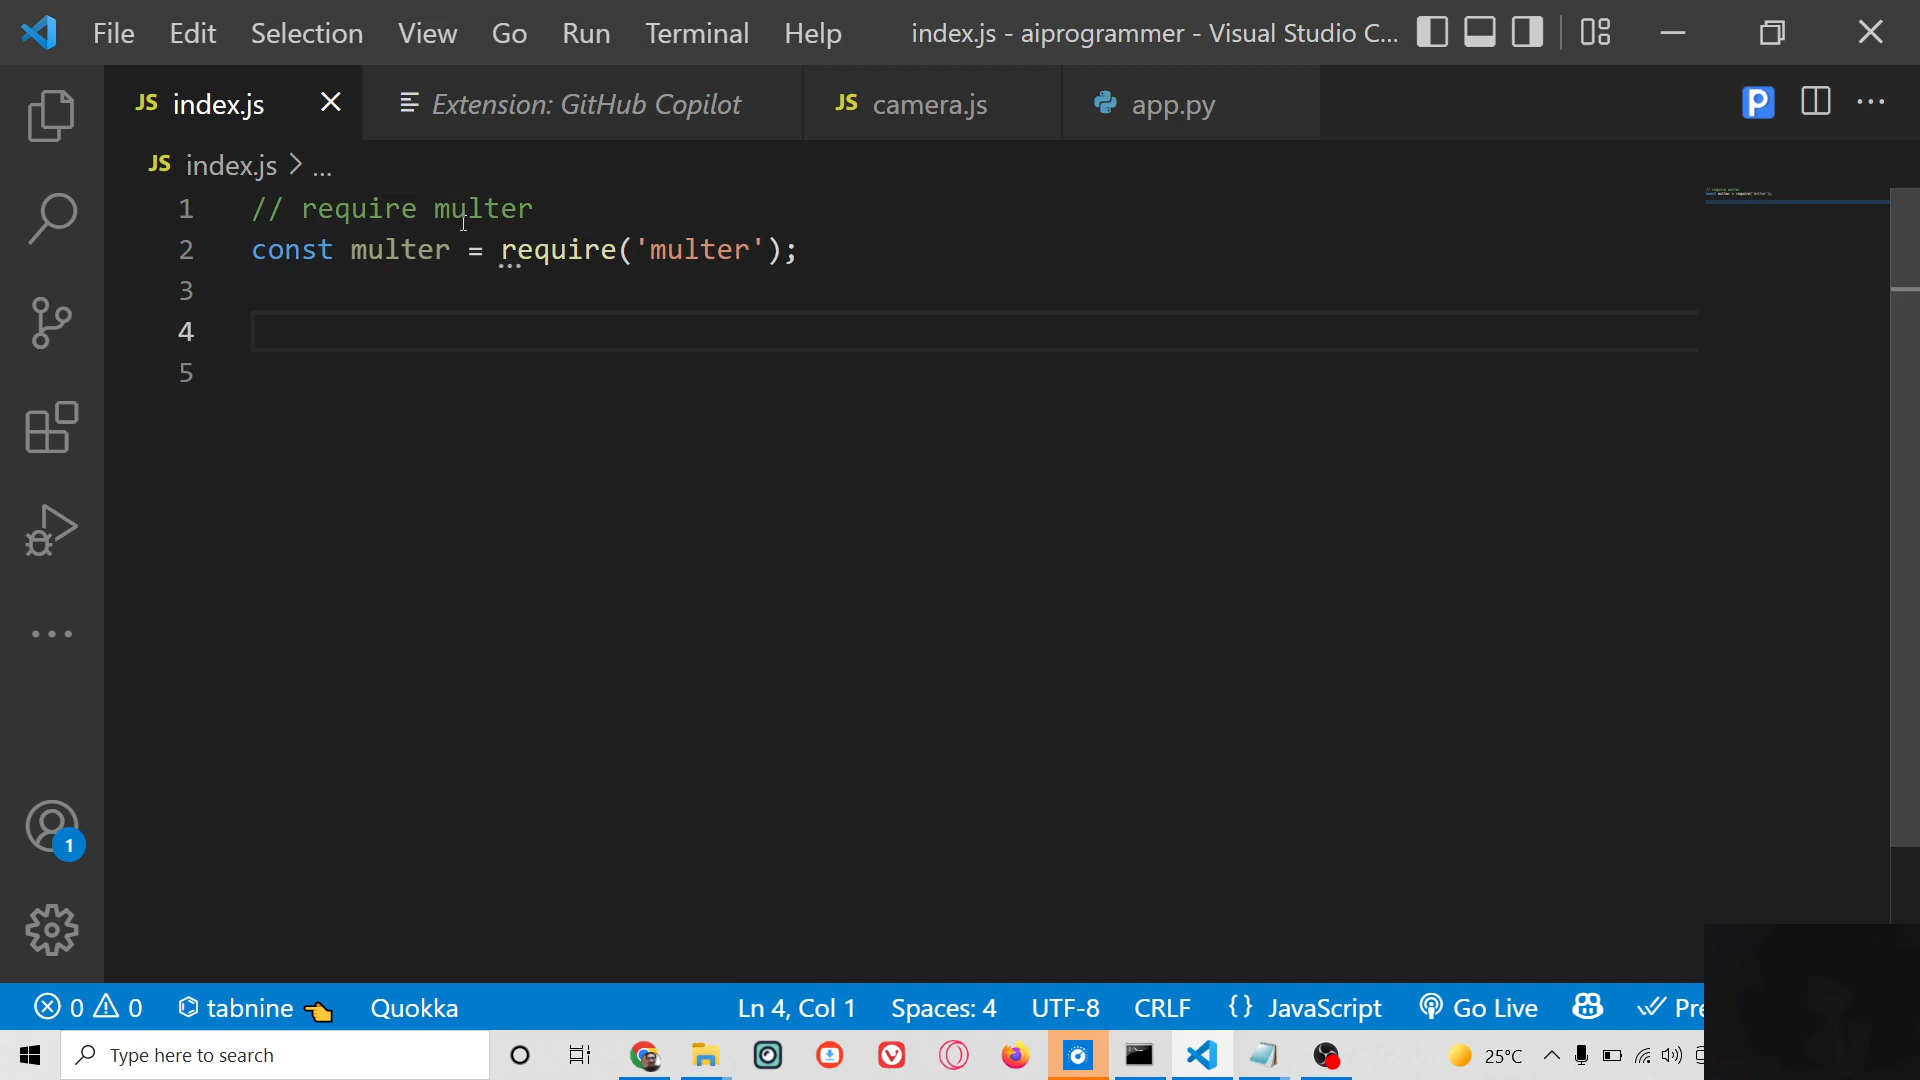 File Edit Selection View Go Run Terminal Help index.js - aiprogrammer - Visual Studio C...
JS index.js Extension: GitHub Copilot JS camera.js app.py
JS index.js > ...
1 // require multer
2 const multer = require('multer');
3
4
5
1
0 0 tabnine Quokka Ln 4, Col 1 Spaces: 4 UTF-8 CRLF {} JavaScript Go Live Pre
Type here to search 25°C